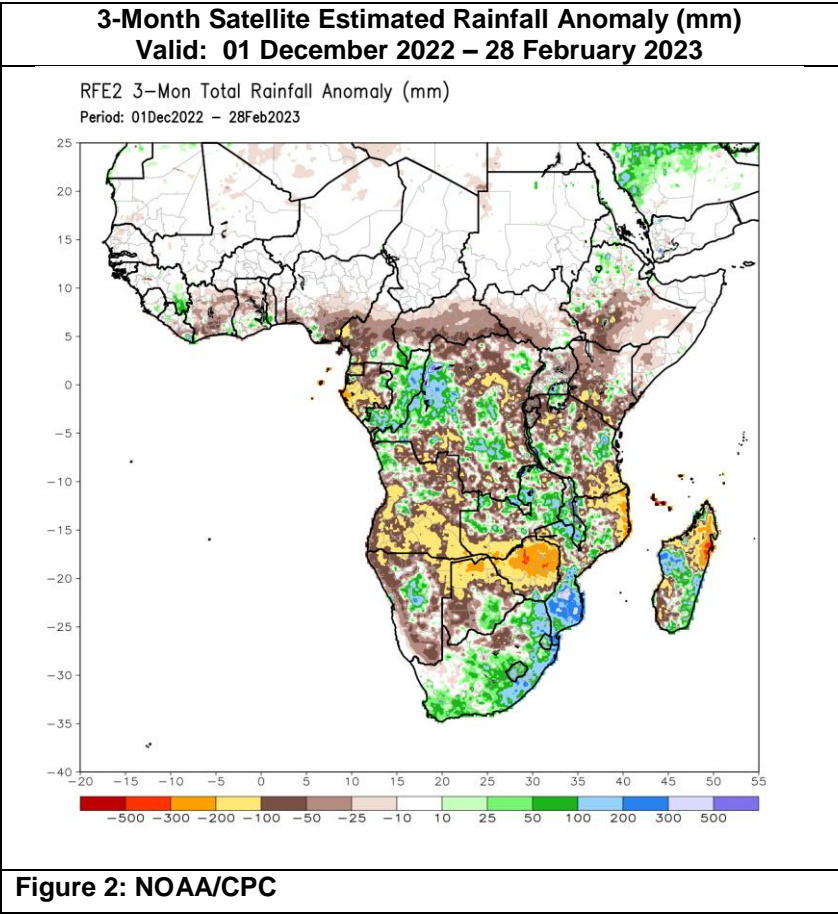 3-Month Satellite Estimated Rainfall Anomaly (mm)
Valid: 01 December 2022 – 28 February 2023
RFE2 3-Mon Total Rainfall Anomaly (mm)
Period: 01Dec2022 - 28Feb2023
25
20
15
10
5
0
-5
-10
-15
-20
-25
-30
-35
-40
-20 -15 -10 -5 0 5 10 15 20 25 30 35 40 45 50 55
-500 -300 -200 -100 -50 -25 -10 10 25 50 100 200 300 500
Figure 2: NOAA/CPC